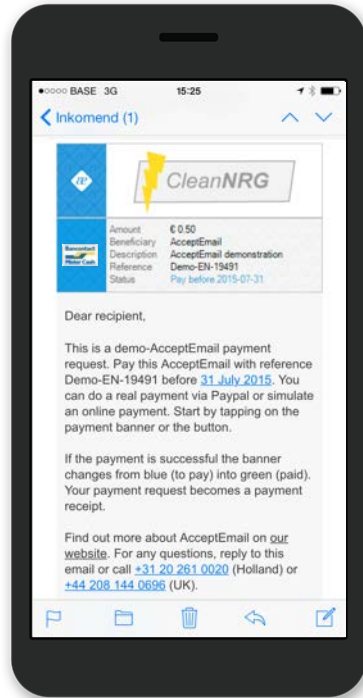 BASE 3G 15:25
Inkomend (1)
æ
CleanNRG
Bancontact
Mister Cash
Amount € 0.50
Beneficiary AcceptEmail
Description AcceptEmail demonstration
Reference Demo-EN-19491
Status Pay before 2015-07-31
Dear recipient,
This is a demo-AcceptEmail payment
request. Pay this AcceptEmail with reference
Demo-EN-19491 before 31 July 2015. You
can do a real payment via Paypal or simulate
an online payment. Start by tapping on the
payment banner or the button.
If the payment is successful the banner
changes from blue (to pay) into green (paid).
Your payment request becomes a payment
receipt.
Find out more about AcceptEmail on our
website. For any questions, reply to this
email or call +31 20 261 0020 (Holland) or
+44 208 144 0696 (UK).